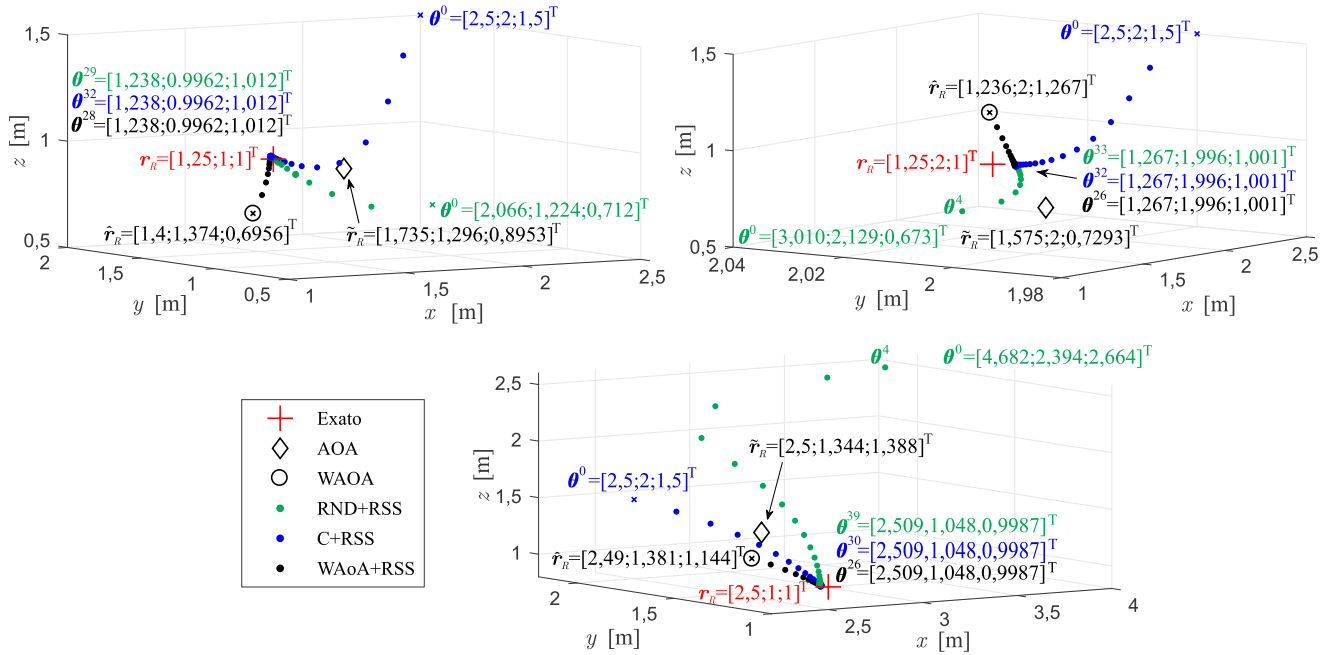 1,5
1
0,5
z [m]
θ⁰=[2,5;2;1,5]ᵀ
θ²⁹=[1,238;0.9962;1,012]ᵀ
θ³²=[1,238;0.9962;1,012]ᵀ
θ²⁸=[1,238;0.9962;1,012]ᵀ
r_R=[1,25;1;1]ᵀ
θ⁰=[2,066;1,224;0,712]ᵀ
r̂_R=[1,4;1,374;0,6956]ᵀ
r̃_R=[1,735;1,296;0,8953]ᵀ
2
1,5
1
0,5
y [m]
1
1,5
2
2,5
x [m]
1,5
1
0,5
z [m]
θ⁰=[2,5;2;1,5]ᵀ
r̂_R=[1,236;2;1,267]ᵀ
r_R=[1,25;2;1]ᵀ
θ³³=[1,267;1,996;1,001]ᵀ
θ³²=[1,267;1,996;1,001]ᵀ
θ²⁶=[1,267;1,996;1,001]ᵀ
θ⁴
θ⁰=[3,010;2,129;0,673]ᵀ
r̃_R=[1,575;2;0,7293]ᵀ
2,04
2,02
2
1,98
y [m]
1
1,5
2
2,5
x [m]
Exato
AOA
WAOA
RND+RSS
C+RSS
WAoA+RSS
2,5
2
1,5
1
z [m]
θ⁴
θ⁰=[4,682;2,394;2,664]ᵀ
r̃_R=[2,5;1,344;1,388]ᵀ
θ⁰=[2,5;2;1,5]ᵀ
θ³⁹=[2,509,1,048,0,9987]ᵀ
θ³⁰=[2,509,1,048,0,9987]ᵀ
θ²⁶=[2,509,1,048,0,9987]ᵀ
r̂_R=[2,49;1,381;1,144]ᵀ
r_R=[2,5;1;1]ᵀ
2
1,5
1
y [m]
2,5
3
3,5
4
x [m]